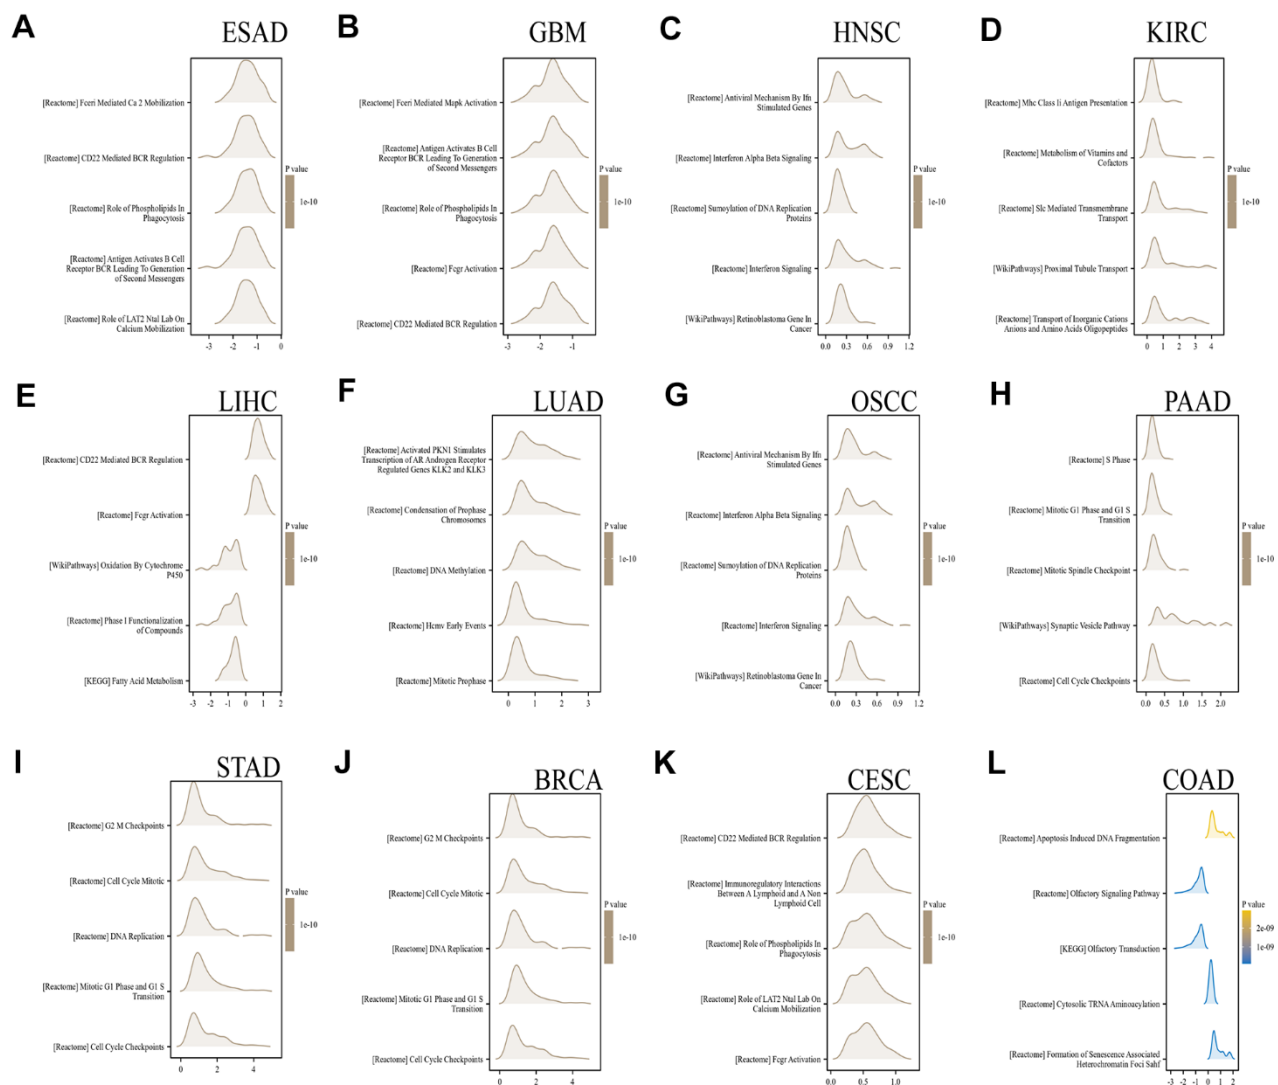 A
ESAD
[Reactome] Fceri Mediated Ca 2 Mobilization
[Reactome] CD22 Mediated BCR Regulation
[Reactome] Role of Phospholipids In
Phagocytosis
[Reactome] Antigen Activates B Cell
Receptor BCR Leading To Generation
of Second Messengers
[Reactome] Role of LAT2 Ntal Lab On
Calcium Mobilization
-3 -2 -1 0
P value
1e-10
B
GBM
[Reactome] Fceri Mediated Mapk Activation
[Reactome] Antigen Activates B Cell
Receptor BCR Leading To Generation
of Second Messengers
[Reactome] Role of Phospholipids In
Phagocytosis
[Reactome] Fcgr Activation
[Reactome] CD22 Mediated BCR Regulation
-3 -2 -1
P value
1e-10
C
HNSC
[Reactome] Antiviral Mechanism By Ifn
Stimulated Genes
[Reactome] Interferon Alpha Beta Signaling
[Reactome] Sumoylation of DNA Replication
Proteins
[Reactome] Interferon Signaling
[WikiPathways] Retinoblastoma Gene In
Cancer
0.0 0.3 0.6 0.9 1.2
P value
1e-10
D
KIRC
[Reactome] Mhc Class Ii Antigen Presentation
[Reactome] Metabolism of Vitamins and
Cofactors
[Reactome] Slc Mediated Transmembrane
Transport
[WikiPathways] Proximal Tubule Transport
[Reactome] Transport of Inorganic Cations
Anions and Amino Acids Oligopeptides
0 1 2 3 4
P value
1e-10
E
LIHC
[Reactome] CD22 Mediated BCR Regulation
[Reactome] Fcgr Activation
[WikiPathways] Oxidation By Cytochrome
P450
[Reactome] Phase I Functionalization
of Compounds
[KEGG] Fatty Acid Metabolism
-3 -2 -1 0 1 2
P value
1e-10
F
LUAD
[Reactome] Activated PKN1 Stimulates
Transcription of AR Androgen Receptor
Regulated Genes KLK2 and KLK3
[Reactome] Condensation of Prophase
Chromosomes
[Reactome] DNA Methylation
[Reactome] Hcmv Early Events
[Reactome] Mitotic Prophase
0 1 2 3
P value
1e-10
G
OSCC
[Reactome] Antiviral Mechanism By Ifn
Stimulated Genes
[Reactome] Interferon Alpha Beta Signaling
[Reactome] Sumoylation of DNA Replication
Proteins
[Reactome] Interferon Signaling
[WikiPathways] Retinoblastoma Gene In
Cancer
0.0 0.3 0.6 0.9 1.2
P value
1e-10
H
PAAD
[Reactome] S Phase
[Reactome] Mitotic G1 Phase and G1 S
Transition
[Reactome] Mitotic Spindle Checkpoint
[WikiPathways] Synaptic Vesicle Pathway
[Reactome] Cell Cycle Checkpoints
0.0 0.5 1.0 1.5 2.0
P value
1e-10
I
STAD
[Reactome] G2 M Checkpoints
[Reactome] Cell Cycle Mitotic
[Reactome] DNA Replication
[Reactome] Mitotic G1 Phase and G1 S
Transition
[Reactome] Cell Cycle Checkpoints
0 2 4
P value
1e-10
J
BRCA
[Reactome] G2 M Checkpoints
[Reactome] Cell Cycle Mitotic
[Reactome] DNA Replication
[Reactome] Mitotic G1 Phase and G1 S
Transition
[Reactome] Cell Cycle Checkpoints
0 2 4
P value
1e-10
K
CESC
[Reactome] CD22 Mediated BCR Regulation
[Reactome] Immunoregulatory Interactions
Between A Lymphoid and A Non
Lymphoid Cell
[Reactome] Role of Phospholipids In
Phagocytosis
[Reactome] Role of LAT2 Ntal Lab On
Calcium Mobilization
[Reactome] Fcgr Activation
0.0 0.5 1.0
P value
1e-10
L
COAD
[Reactome] Apoptosis Induced DNA Fragmentation
[Reactome] Olfactory Signaling Pathway
[KEGG] Olfactory Transduction
[Reactome] Cytosolic TRNA Aminoacylation
[Reactome] Formation of Senescence Associated
Heterochromatin Foci Sahf
-3 -2 -1 0 1 2
P value
2e-09
1e-09